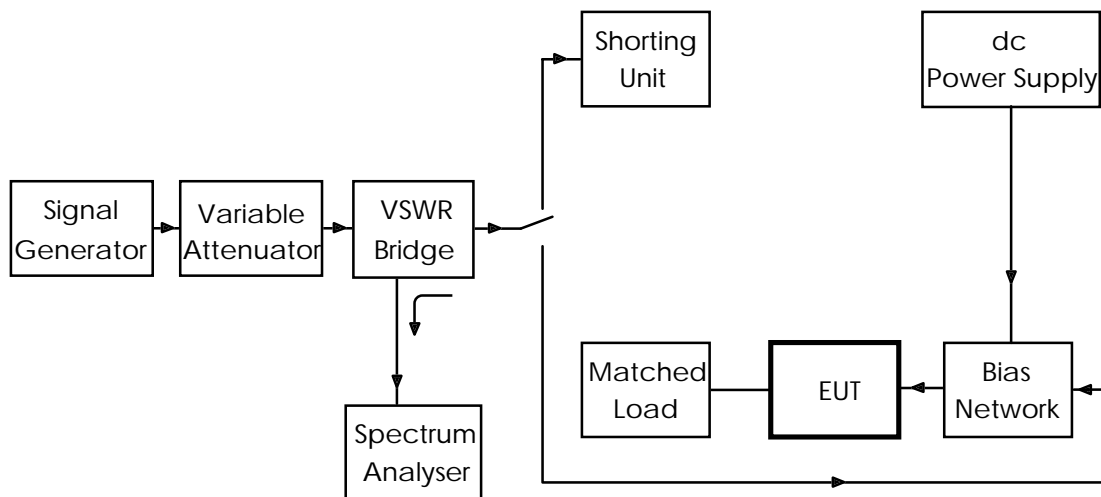 Shorting
Unit
dc
Power Supply
Signal
Generator
Variable
Attenuator
VSWR
Bridge
Matched
Load
EUT
Bias
Network
Spectrum
Analyser